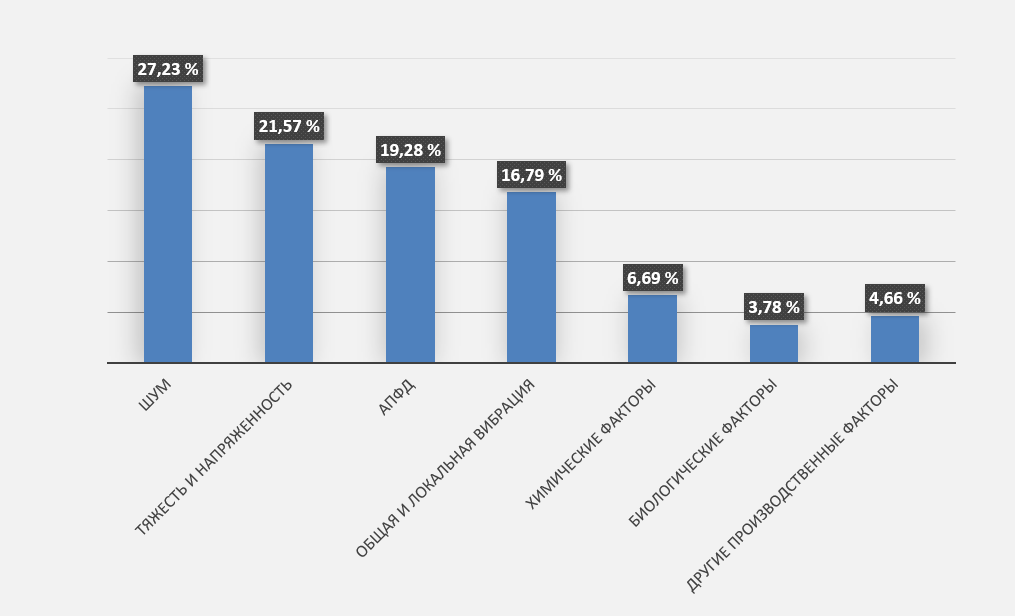 27,23 %
21,57 %
19,28 %
16,79 %
6,69 %
3,78 %
4,66 %
ШУМ
ТЯЖЕСТЬ И НАПРЯЖЕННОСТЬ
АПФД
ОБЩАЯ И ЛОКАЛЬНАЯ ВИБРАЦИЯ
ХИМИЧЕСКИЕ ФАКТОРЫ
БИОЛОГИЧЕСКИЕ ФАКТОРЫ
ДРУГИЕ ПРОИЗВОДСТВЕННЫЕ ФАКТОРЫ